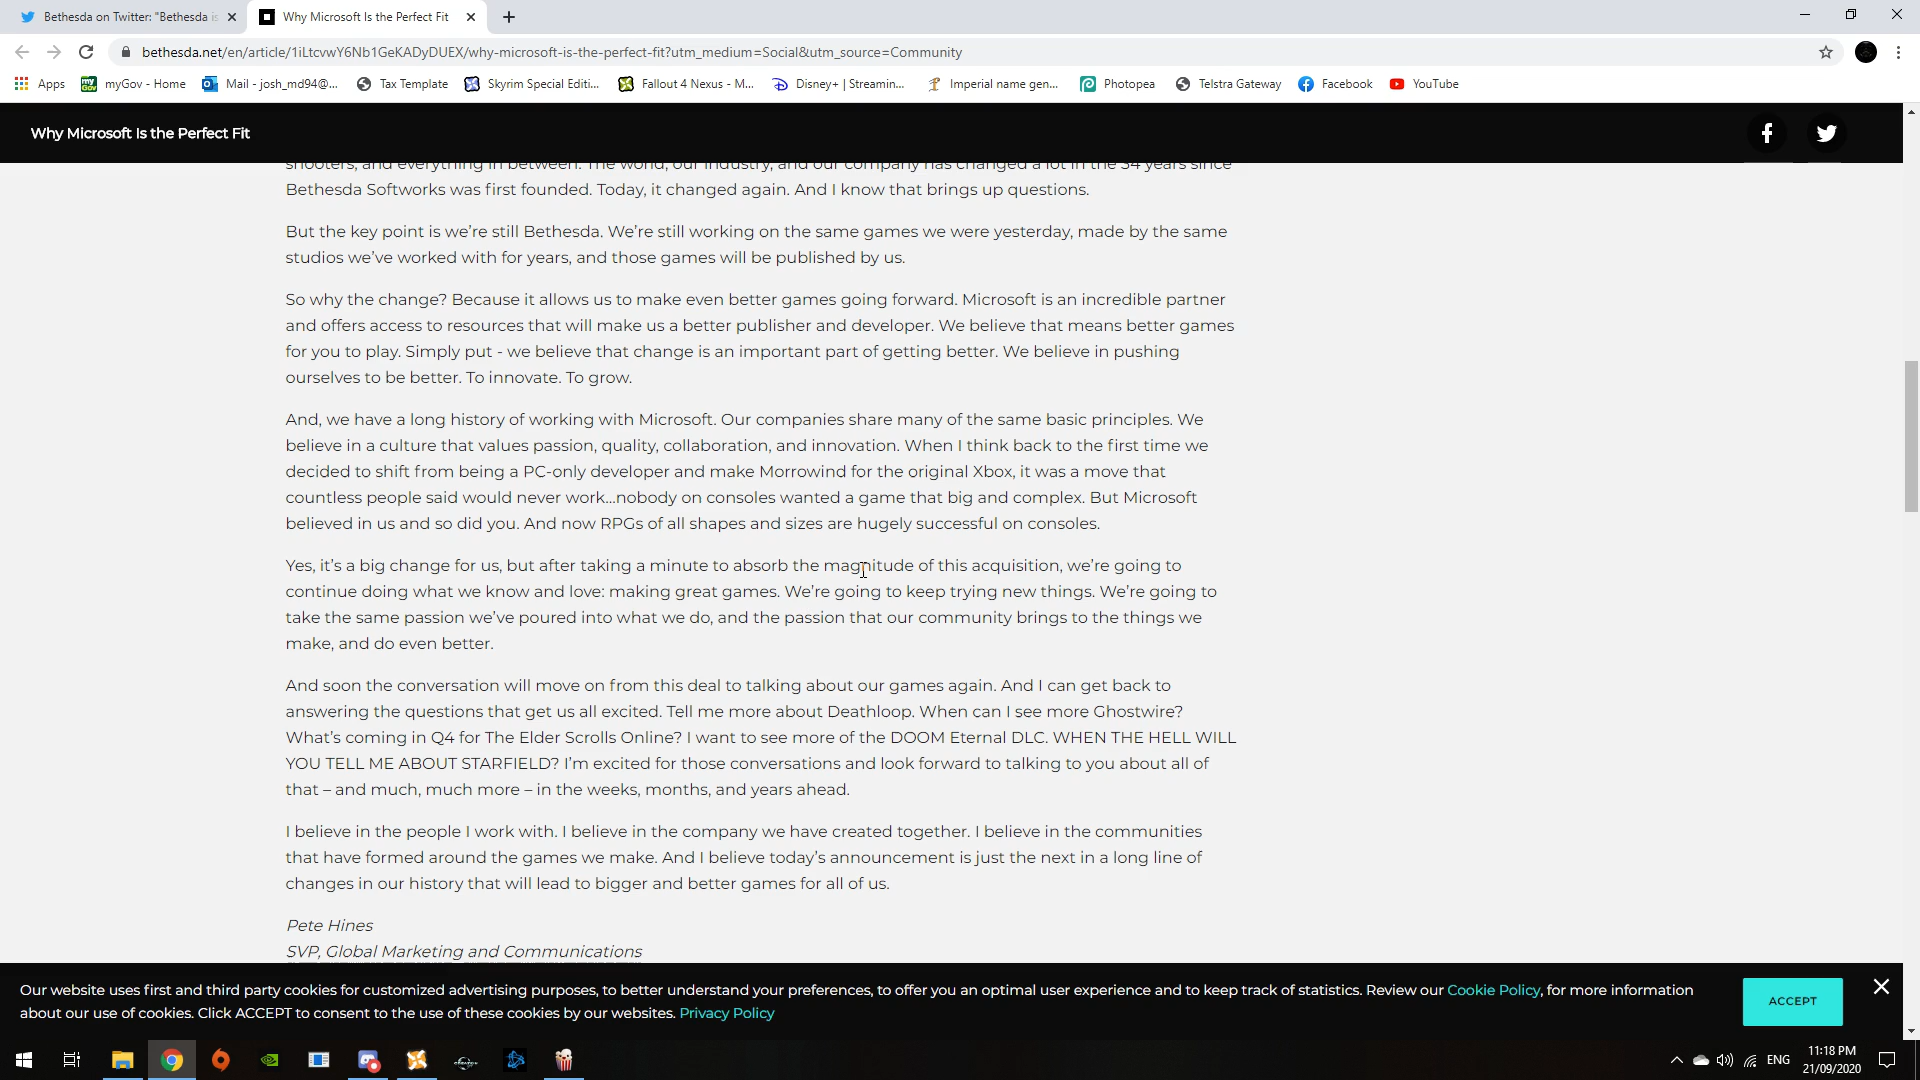 Bethesda on Twitter: "Bethesda is
Why Microsoft Is the Perfect Fit
bethesda.net/en/article/1iLtcvwY6Nb1GeKADyDUEX/why-microsoft-is-the-perfect-fit?utm_medium=Social&utm_source=Community
Apps
myGov - Home
Mail - josh_md94@...
Tax Template
Skyrim Special Editi...
Fallout 4 Nexus - M...
Disney+ | Streamin...
Imperial name gen...
Photopea
Telstra Gateway
Facebook
YouTube
Why Microsoft Is the Perfect Fit
shooters, and everything in between. The world, our industry, and our company has changed a lot in the 34 years since
Bethesda Softworks was first founded. Today, it changed again. And I know that brings up questions.
But the key point is we're still Bethesda. We're still working on the same games we were yesterday, made by the same
studios we've worked with for years, and those games will be published by us.
So why the change? Because it allows us to make even better games going forward. Microsoft is an incredible partner
and offers access to resources that will make us a better publisher and developer. We believe that means better games
for you to play. Simply put - we believe that change is an important part of getting better. We believe in pushing
ourselves to be better. To innovate. To grow.
And, we have a long history of working with Microsoft. Our companies share many of the same basic principles. We
believe in a culture that values passion, quality, collaboration, and innovation. When I think back to the first time we
decided to shift from being a PC-only developer and make Morrowind for the original Xbox, it was a move that
countless people said would never work...nobody on consoles wanted a game that big and complex. But Microsoft
believed in us and so did you. And now RPGs of all shapes and sizes are hugely successful on consoles.
Yes, it's a big change for us, but after taking a minute to absorb the magnitude of this acquisition, we're going to
continue doing what we know and love: making great games. We're going to keep trying new things. We're going to
take the same passion we've poured into what we do, and the passion that our community brings to the things we
make, and do even better.
And soon the conversation will move on from this deal to talking about our games again. And I can get back to
answering the questions that get us all excited. Tell me more about Deathloop. When can I see more Ghostwire?
What's coming in Q4 for The Elder Scrolls Online? I want to see more of the DOOM Eternal DLC. WHEN THE HELL WILL
YOU TELL ME ABOUT STARFIELD? I'm excited for those conversations and look forward to talking to you about all of
that – and much, much more – in the weeks, months, and years ahead.
I believe in the people I work with. I believe in the company we have created together. I believe in the communities
that have formed around the games we make. And I believe today's announcement is just the next in a long line of
changes in our history that will lead to bigger and better games for all of us.
Pete Hines
SVP, Global Marketing and Communications
Our website uses first and third party cookies for customized advertising purposes, to better understand your preferences, to offer you an optimal user experience and to keep track of statistics. Review our Cookie Policy, for more information
about our use of cookies. Click ACCEPT to consent to the use of these cookies by our websites. Privacy Policy
ACCEPT
ENG
11:18 PM
21/09/2020